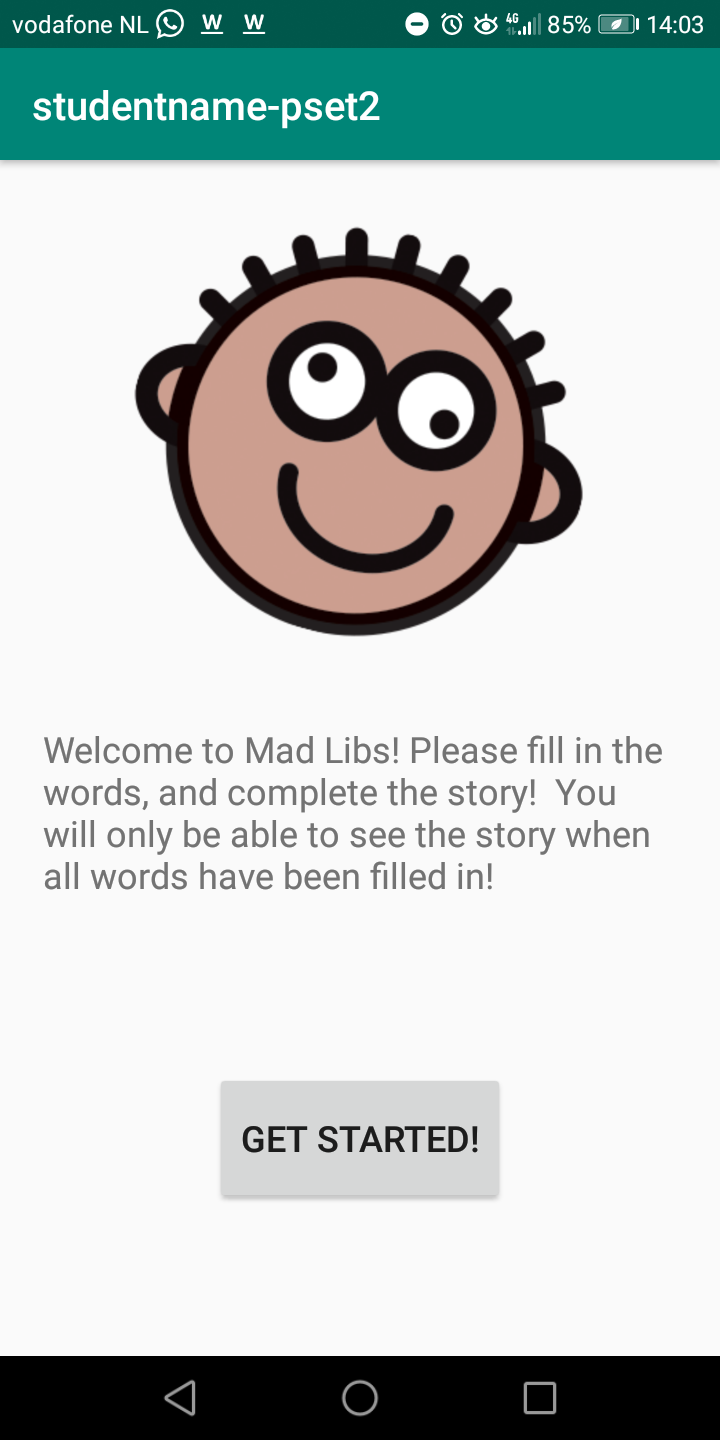 vodafone NL W W 4G 85% 14:03
studentname-pset2
Welcome to Mad Libs! Please fill in the
words, and complete the story!  You
will only be able to see the story when
all words have been filled in!
GET STARTED!